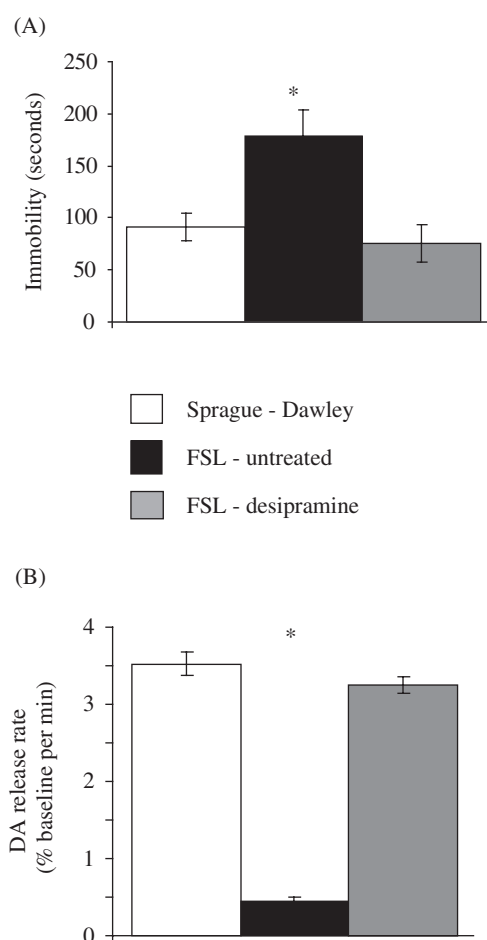 (A)
250
200
150
100
50
0
Immobility (seconds)
*
Sprague - Dawley
FSL - untreated
FSL - desipramine
(B)
4
3
2
1
0
DA release rate
(% baseline per min)
*